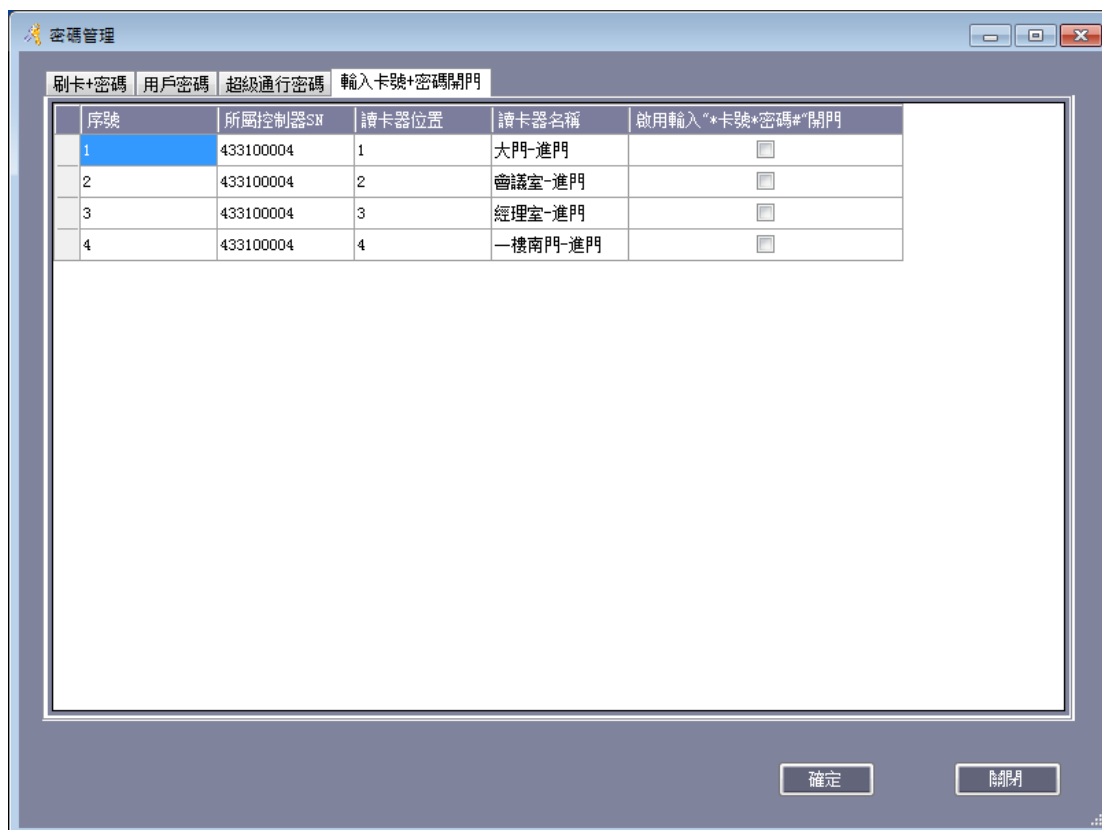 密碼管理
刷卡+密碼 用戶密碼 超級通行密碼 輸入卡號+密碼開門
序號 所屬控制器SN 讀卡器位置 讀卡器名稱 啟用輸入“*卡號*密碼#“開門
1 433100004 1 大門-進門
2 433100004 2 會議室-進門
3 433100004 3 經理室-進門
4 433100004 4 一樓南門-進門
確定 關閉